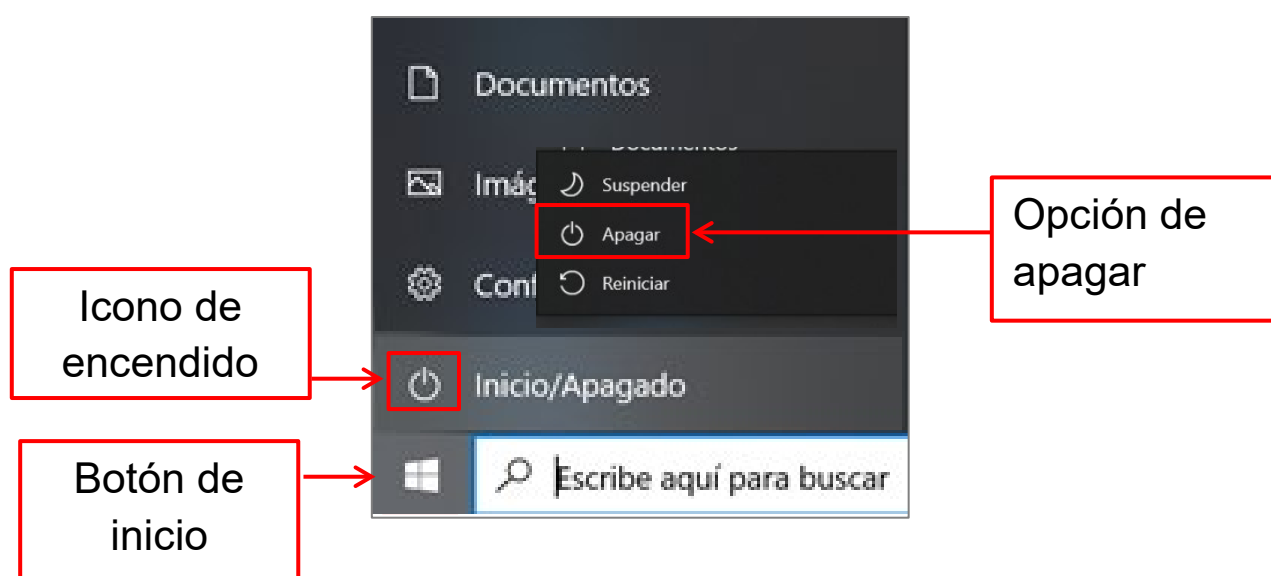 Documentos
Documentos
Imág
Suspender
Apagar
Opción de
apagar
Conf
Reiniciar
Icono de
encendido
Inicio/Apagado
Botón de
inicio
Escribe aquí para buscar